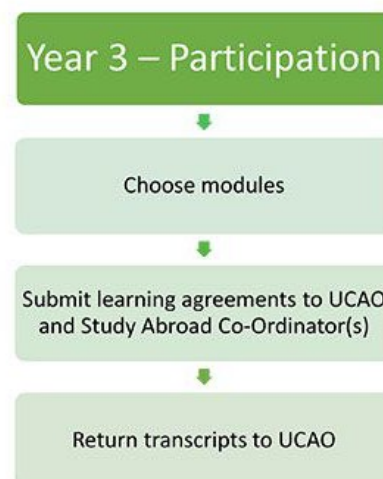 Year 3 – Participation
Choose modules
Submit learning agreements to UCAO
and Study Abroad Co-Ordinator(s)
Return transcripts to UCAO